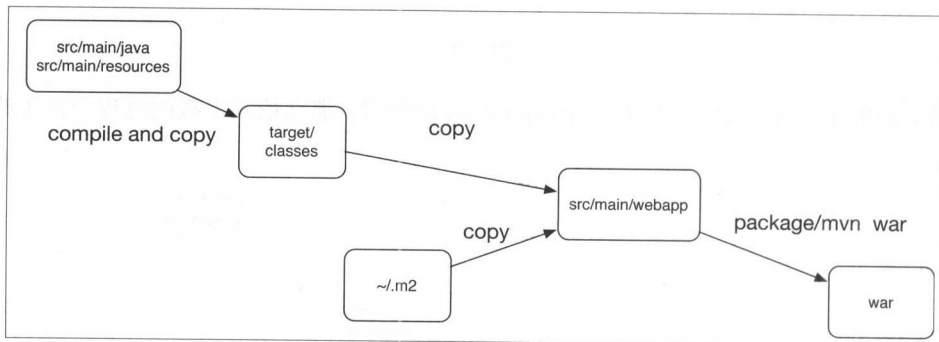 src/main/java
src/main/resources
compile and copy
target/
classes
copy
src/main/webapp
copy
~/.m2
package/mvn war
war